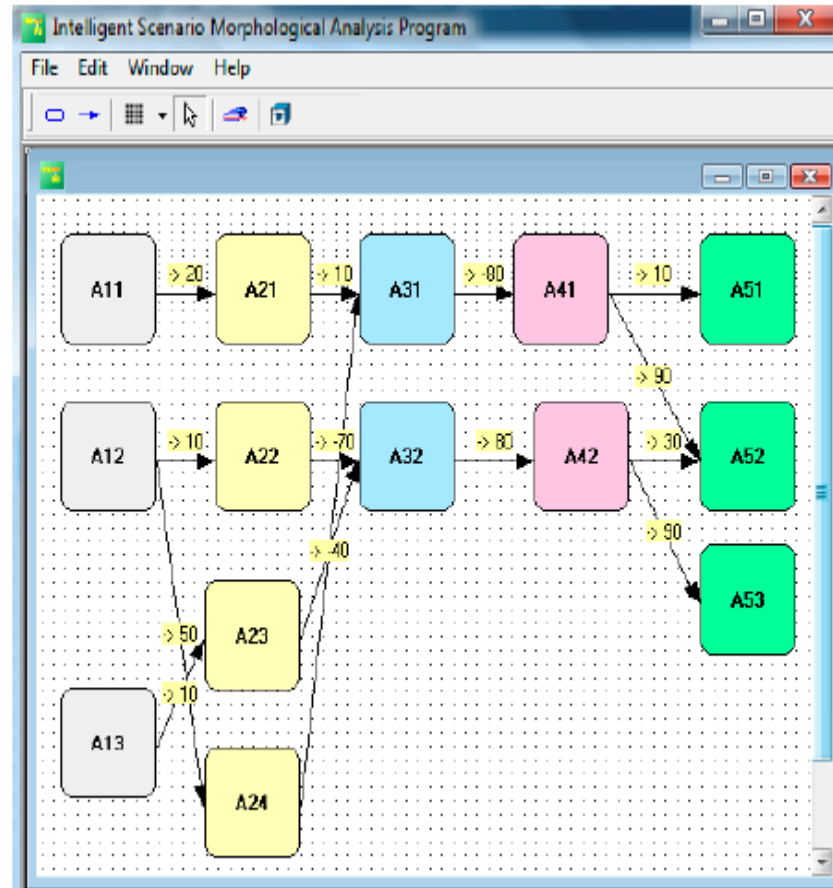 Intelligent Scenario Morphological Analysis Program
File Edit Window Help
A11 -> 20 A21 -> 10 A31 -> -80 A41 -> 10 A51
-> 90
A12 -> 10 A22 -> -70 A32 -> 80 A42 -> 30 A52
-> -40 -> 90
A53
-> 50 A23
-> 10
A13
A24